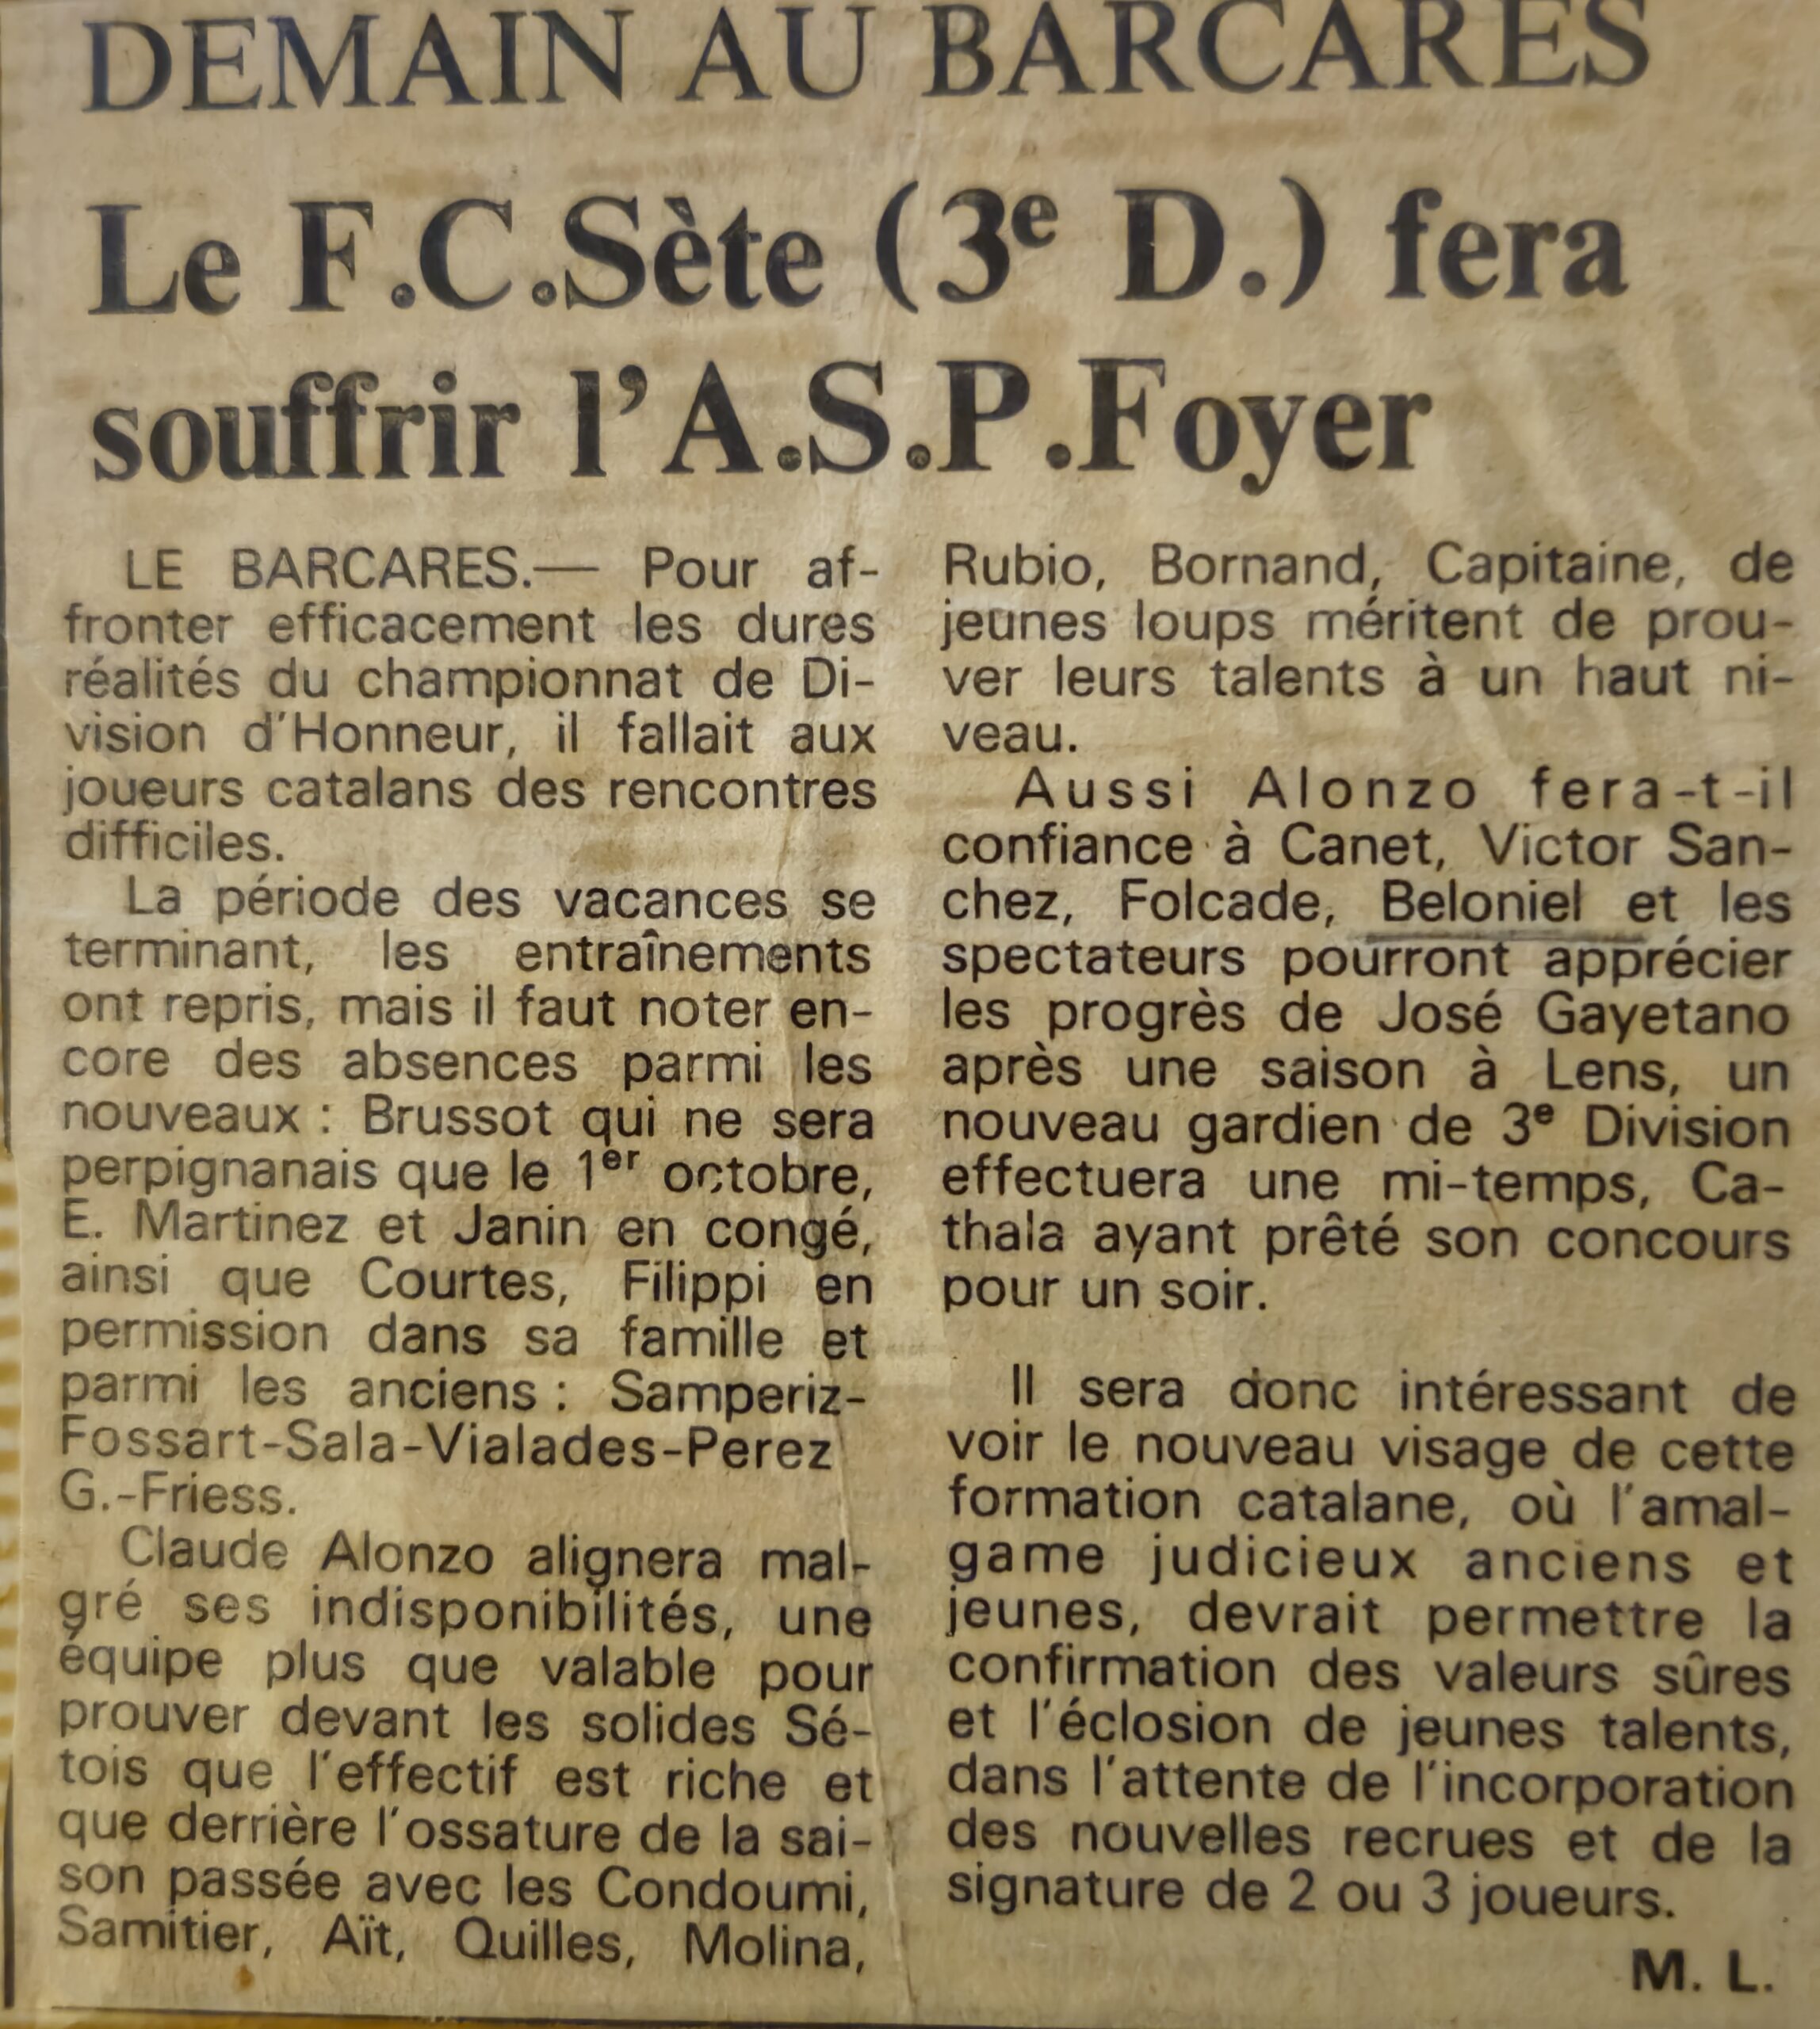 DEMAIN AU BARCARES
Le F.C.Sète (3e D.) fera
souffrir l'A.S.P.Foyer
LE BARCARES.— Pour af-
fronter efficacement les dures
réalités du championnat de Di-
vision d'Honneur, il fallait aux
joueurs catalans des rencontres
difficiles.
La période des vacances se
terminant, les entraînements
ont repris, mais il faut noter en-
core des absences parmi les
nouveaux : Brussot qui ne sera
perpignanais que le 1er octobre,
E. Martinez et Janin en congé,
ainsi que Courtes, Filippi en
permission dans sa famille et
parmi les anciens : Samperiz-
Fossart-Sala-Vialades-Perez
G.-Friess.
Claude Alonzo alignera mal-
gré ses indisponibilités, une
équipe plus que valable pour
prouver devant les solides Sé-
tois que l'effectif est riche et
que derrière l'ossature de la sai-
son passée avec les Condoumi,
Samitier, Aït, Quilles, Molina,
Rubio, Bornand, Capitaine, de
jeunes loups méritent de prou-
ver leurs talents à un haut ni-
veau.
Aussi Alonzo fera-t-il
confiance à Canet, Victor San-
chez, Folcade, Beloniel et les
spectateurs pourront apprécier
les progrès de José Gayetano
après une saison à Lens, un
nouveau gardien de 3e Division
effectuera une mi-temps, Ca-
thala ayant prêté son concours
pour un soir.
Il sera donc intéressant de
voir le nouveau visage de cette
formation catalane, où l'amal-
game judicieux anciens et
jeunes, devrait permettre la
confirmation des valeurs sûres
et l'éclosion de jeunes talents,
dans l'attente de l'incorporation
des nouvelles recrues et de la
signature de 2 ou 3 joueurs.
M. L.